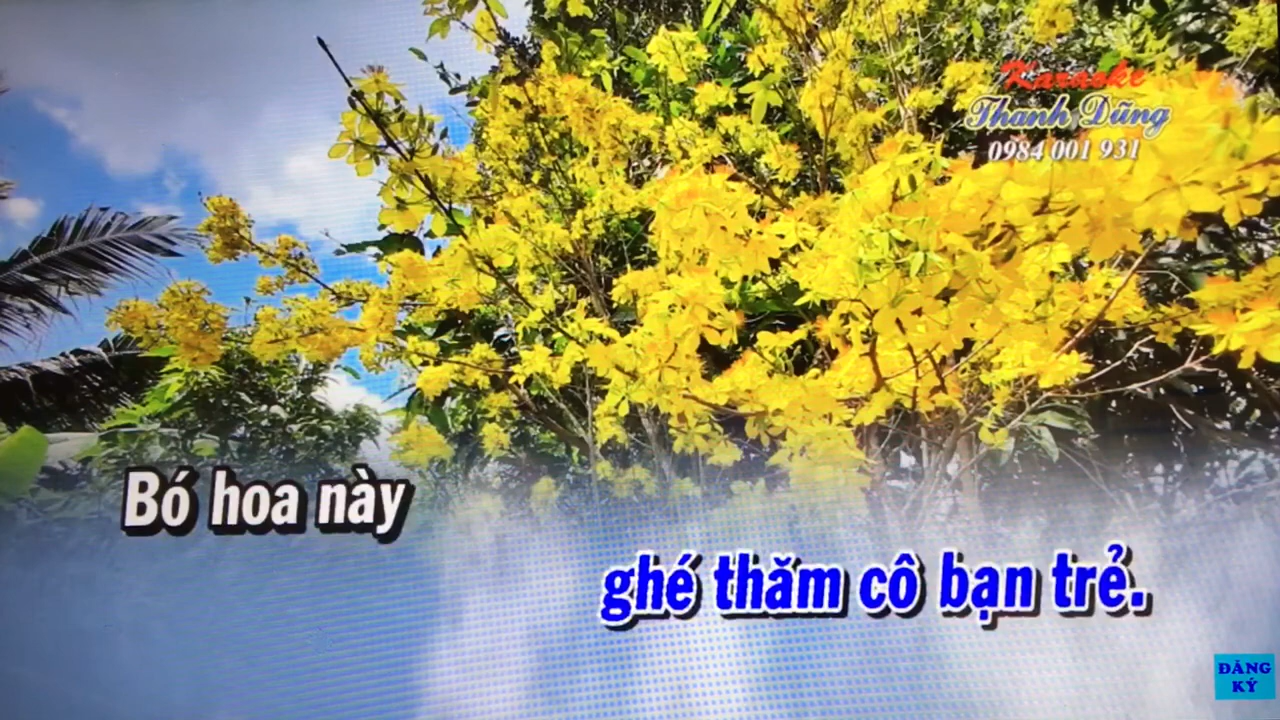 Karaoke
Thanh Dũng
0984 001 931
Bó hoa này
ghé thăm cô bạn trẻ.
ĐĂNG
KÝ